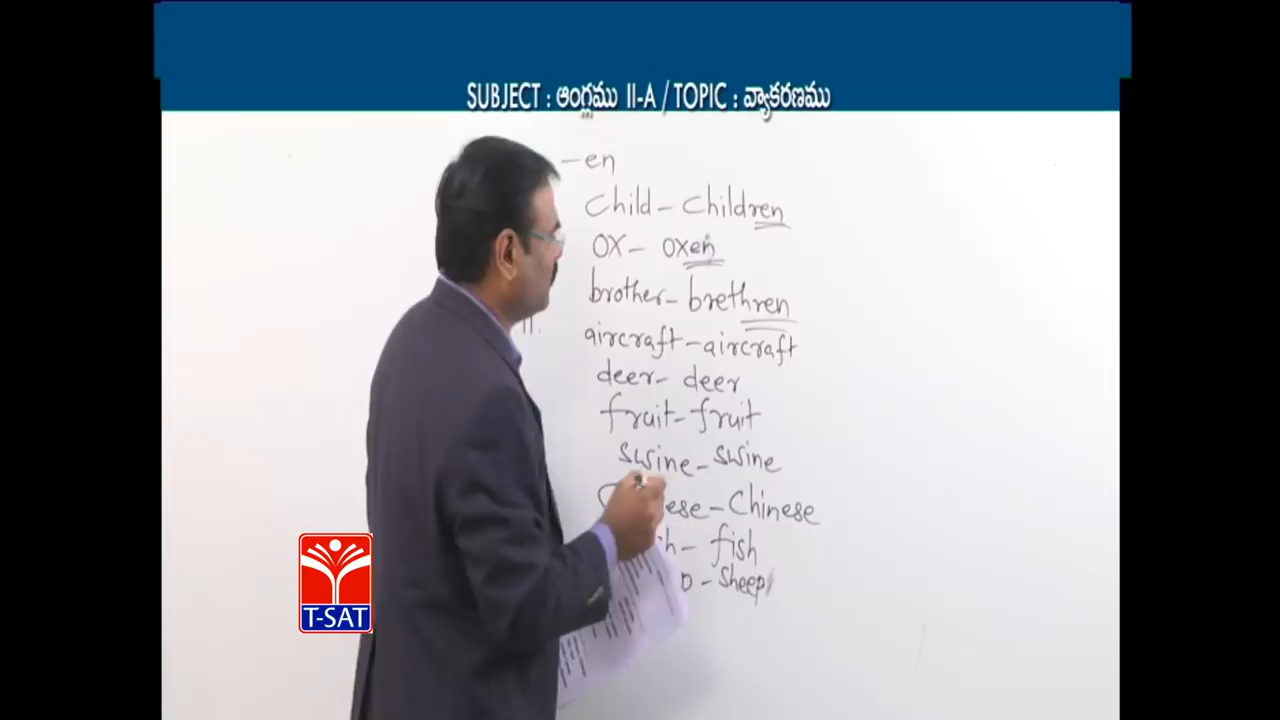 SUBJECT : ఆంగ్లము II-A / TOPIC : వ్యాకరణము
-en
Child - Children
OX - oxen
brother - brethren
II.
aircraft - aircraft
deer - deer
fruit - fruit
swine - swine
ese - Chinese
h - fish
p - Sheep
T-SAT